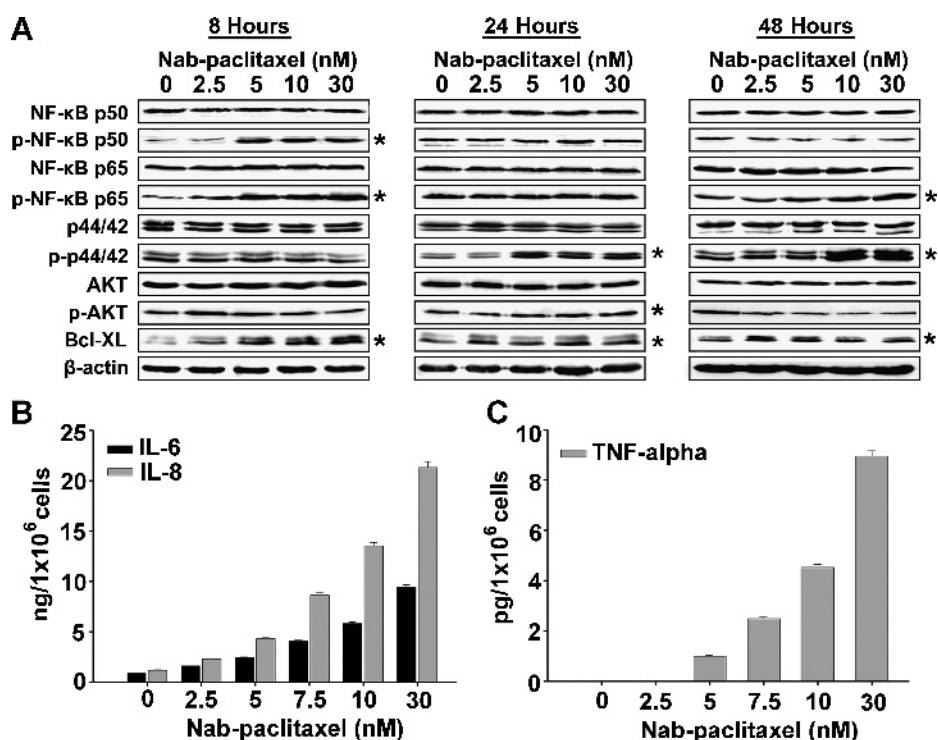 A
8 Hours
24 Hours
48 Hours
Nab-paclitaxel (nM)
Nab-paclitaxel (nM)
Nab-paclitaxel (nM)
0 2.5 5 10 30
0 2.5 5 10 30
0 2.5 5 10 30
NF-κB p50
p-NF-κB p50 *
NF-κB p65
p-NF-κB p65 * *
p44/42
p-p44/42 * *
AKT
p-AKT *
Bcl-XL * * *
β-actin
B
25
20
15
10
5
0
ng/1x10⁶ cells
IL-6
IL-8
0 2.5 5 7.5 10 30
Nab-paclitaxel (nM)
C
10
8
6
4
2
0
pg/1x10⁶ cells
TNF-alpha
0 2.5 5 7.5 10 30
Nab-paclitaxel (nM)